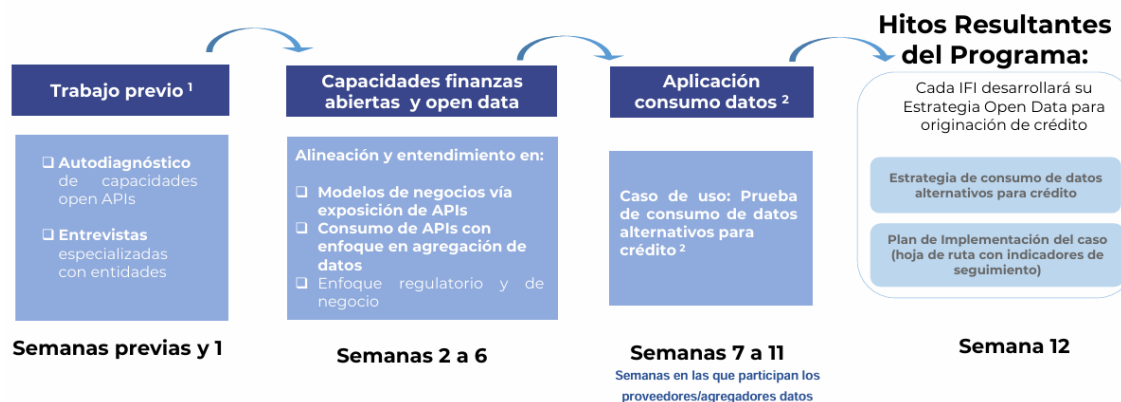 Trabajo previo ¹
❑ Autodiagnóstico
de capacidades
open APIs
❑ Entrevistas
especializadas
con entidades
Semanas previas y 1
Capacidades finanzas
abiertas y open data
Alineación y entendimiento en:
❑ Modelos de negocios vía
exposición de APIs
❑ Consumo de APIs con
enfoque en agregación de
datos
❑ Enfoque regulatorio y de
negocio
Semanas 2 a 6
Aplicación
consumo datos ²
Caso de uso: Prueba
de consumo de datos
alternativos para
crédito ²
Semanas 7 a 11
Semanas en las que participan los
proveedores/agregadores datos
Hitos Resultantes
del Programa:
Cada IFI desarrollará su
Estrategia Open Data para
originación de crédito
Estrategia de consumo de datos
alternativos para crédito
Plan de Implementación del caso
(hoja de ruta con indicadores de
seguimiento)
Semana 12